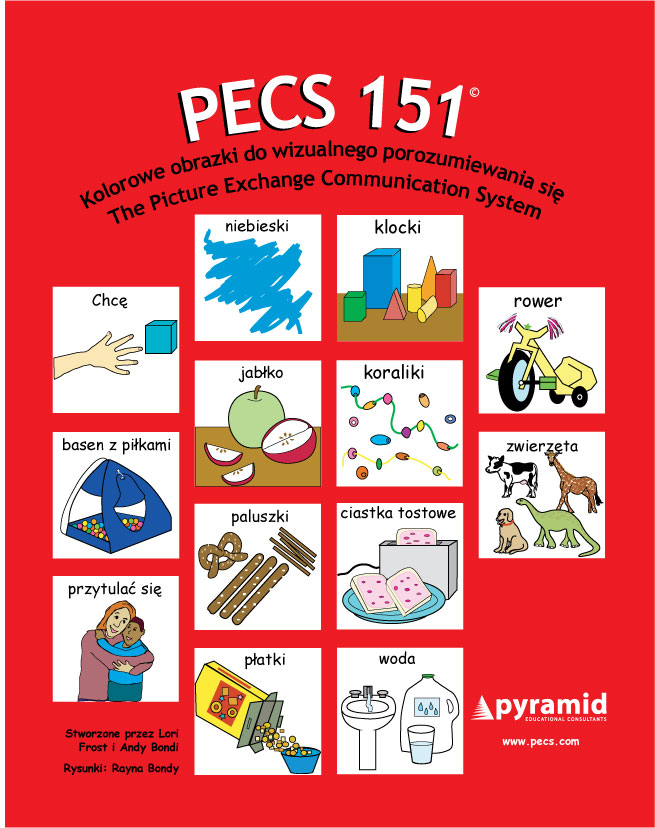 PECS 151©
Kolorowe obrazki do wizualnego porozumiewania się
The Picture Exchange Communication System
niebieski
klocki
Chcę
rower
jabłko
koraliki
basen z piłkami
zwierzęta
paluszki
ciastka tostowe
przytulać się
płatki
woda
pyramid
EDUCATIONAL CONSULTANTS
www.pecs.com
Stworzone przez Lori
Frost i Andy Bondi
Rysunki: Rayna Bondy